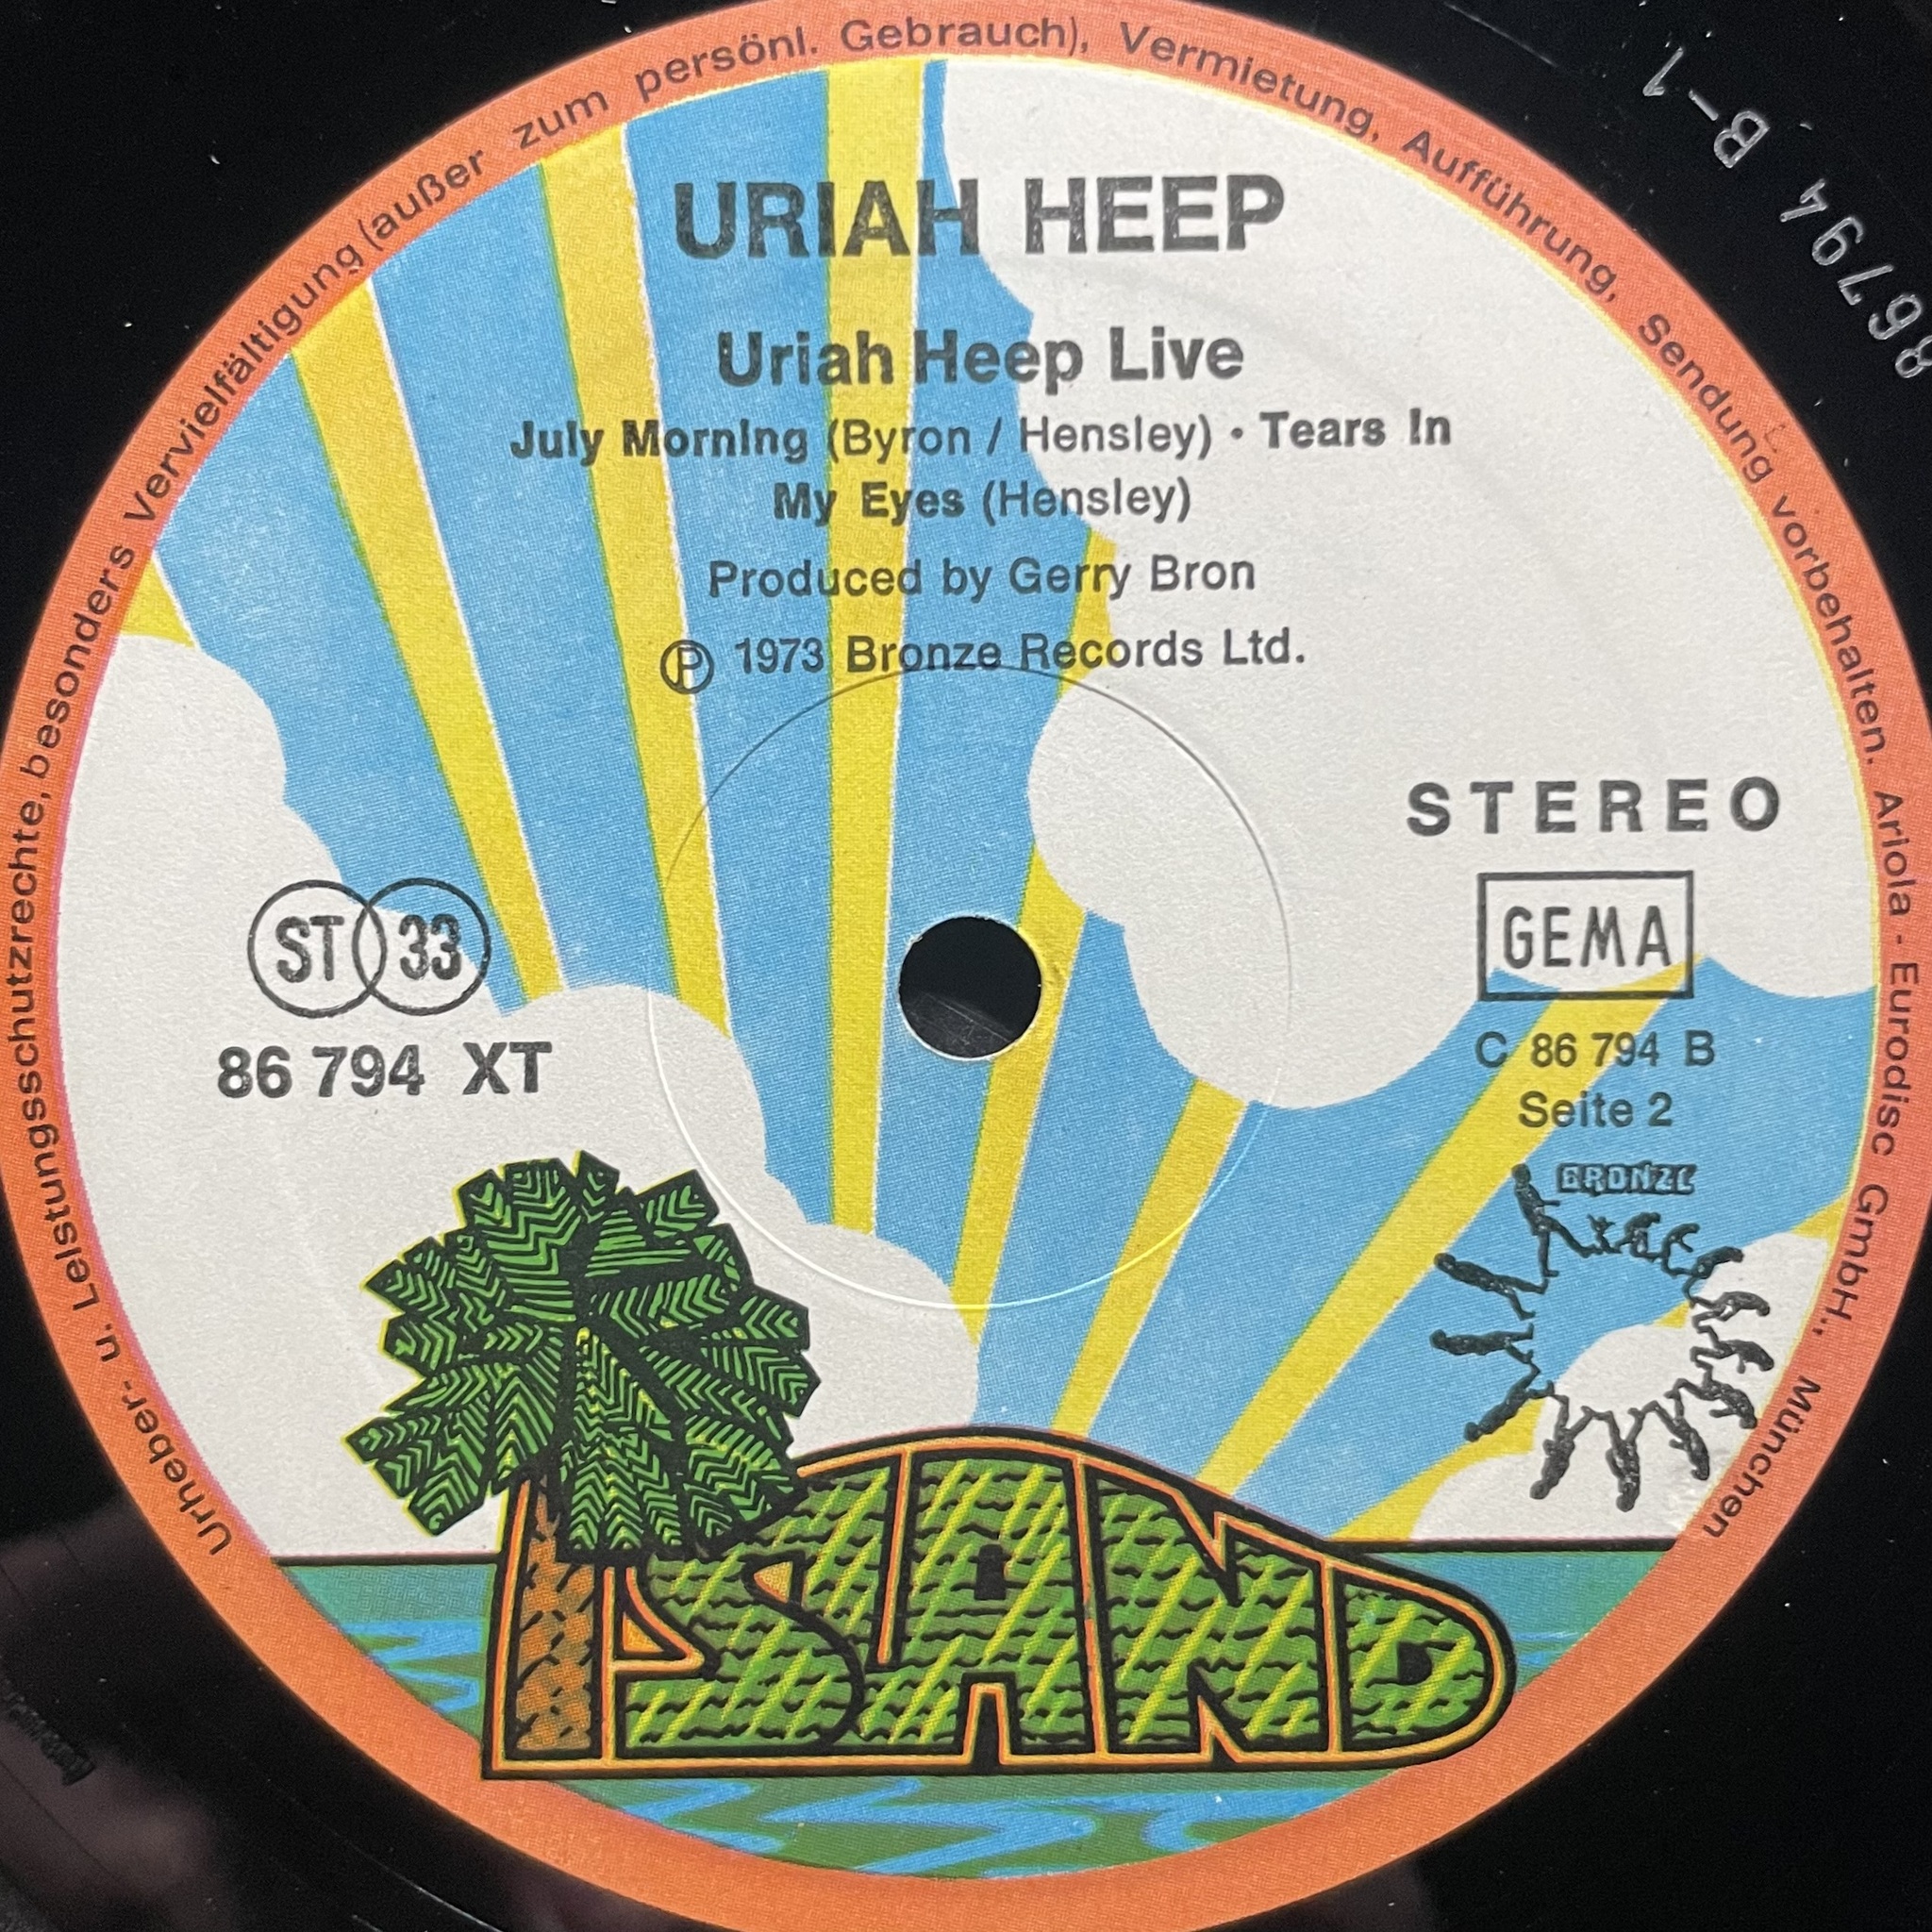 Urheber- u. Leistungsschutzrechte, besonders Vervielfältigung (außer zum persönl. Gebrauch), Vermietung, Aufführung, Sendung vorbehalten. Ariola - Eurodisc GmbH., München
86794 B-1
URIAH HEEP
Uriah Heep Live
July Morning (Byron / Hensley) • Tears In
My Eyes (Hensley)
Produced by Gerry Bron
Ⓟ 1973 Bronze Records Ltd.
STEREO
ST 33
GEMA
86 794 XT
C 86 794 B
Seite 2
BRONZE
ISLAND